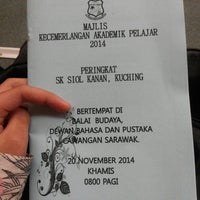 MAJLIS
KECEMERLANGAN AKADEMIK PELAJAR
2014
PERINGKAT
SK SIOL KANAN, KUCHING
BERTEMPAT DI
BALAI BUDAYA,
DEWAN BAHASA DAN PUSTAKA
CAWANGAN SARAWAK.
20 NOVEMBER 2014
KHAMIS
0800 PAGI